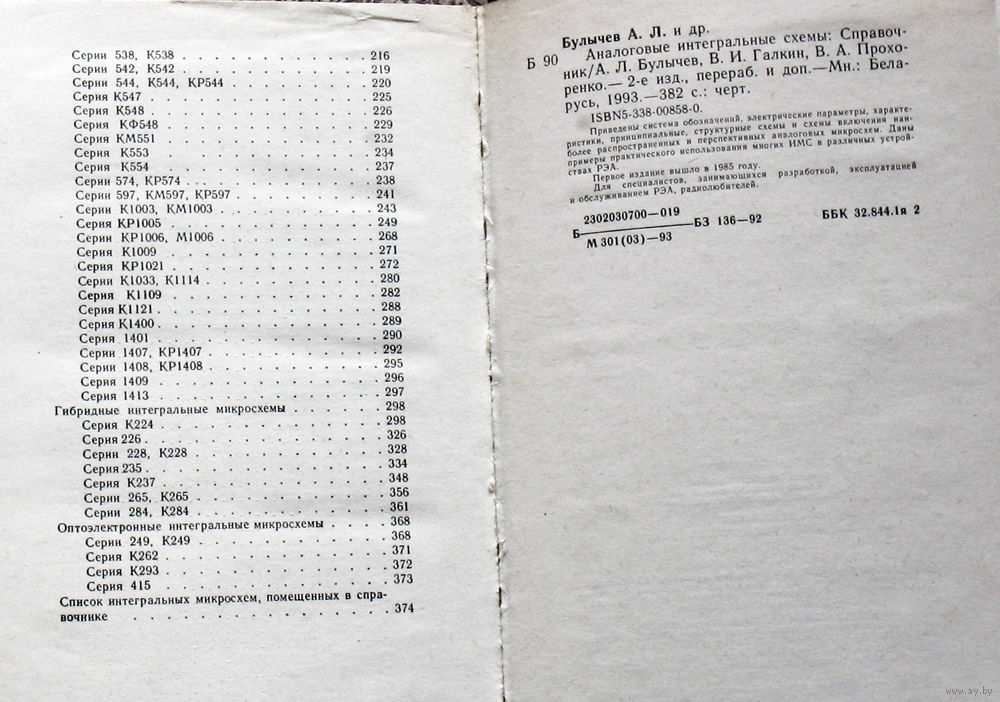 Серии 538, К538 . . . . . . . . . . . . 216
Серии 542, К542 . . . . . . . . . . . . 219
Серии 544, К544, КР544 . . . . . . . . . . 220
Серия К547 . . . . . . . . . . . . . . 225
Серия К548 . . . . . . . . . . . . . . 226
Серия КФ548 . . . . . . . . . . . . . 229
Серия КМ551 . . . . . . . . . . . . . 232
Серия К553 . . . . . . . . . . . . . . 234
Серия К554 . . . . . . . . . . . . . . 237
Серии 574, КР574 . . . . . . . . . . . . 238
Серии 597, КМ597, КР597 . . . . . . . . . 241
Серии К1003, КМ1003 . . . . . . . . . . . 243
Серия КР1005 . . . . . . . . . . . . . 249
Серии КР1006, М1006 . . . . . . . . . . . 268
Серия К1009 . . . . . . . . . . . . . 271
Серия КР1021 . . . . . . . . . . . . . 272
Серии К1033, К1114 . . . . . . . . . . . 280
Серия К1109 . . . . . . . . . . . . . 282
Серия К1121 . . . . . . . . . . . . . 288
Серия К1400 . . . . . . . . . . . . . 289
Серия 1401 . . . . . . . . . . . . . . 290
Серии 1407, КР1407 . . . . . . . . . . . 292
Серии 1408, КР1408 . . . . . . . . . . . 295
Серия 1409 . . . . . . . . . . . . . . 296
Серия 1413 . . . . . . . . . . . . . . 297
Гибридные интегральные микросхемы . . . . . . 298
Серия К224 . . . . . . . . . . . . . . 298
Серия 226 . . . . . . . . . . . . . . 326
Серии 228, К228 . . . . . . . . . . . . 328
Серия 235 . . . . . . . . . . . . . . 334
Серия К237 . . . . . . . . . . . . . . 348
Серии 265, К265 . . . . . . . . . . . . 356
Серии 284, К284 . . . . . . . . . . . . 361
Оптоэлектронные интегральные микросхемы . . . . 368
Серии 249, К249 . . . . . . . . . . . . 368
Серия К262 . . . . . . . . . . . . . . 371
Серия К293 . . . . . . . . . . . . . . 372
Серия 415 . . . . . . . . . . . . . . 373
Список интегральных микросхем, помещенных в спра-
вочнике . . . . . . . . . . . . . . . 374
Булычев А. Л. и др.
Б 90 Аналоговые интегральные схемы: Справоч-
ник/А. Л. Булычев, В. И. Галкин, В. А. Прохо-
ренко.— 2-е изд., перераб. и доп.—Мн.: Бела-
русь, 1993.—382 с.: черт.
ISBN5-338-00858-0.
Приведены система обозначений, электрические параметры, характе-
ристики, принципиальные, структурные схемы и схемы включения наи-
более распространенных и перспективных аналоговых микросхем. Даны
примеры практического использования многих ИМС в различных устрой-
ствах РЭА.
Первое издание вышло в 1985 году.
Для специалистов, занимающихся разработкой, эксплуатацией
и обслуживанием РЭА, радиолюбителей.
2302030700—019
Б———БЗ 136—92 ББК 32.844.1я 2
М 301(03)—93
www.ay.by